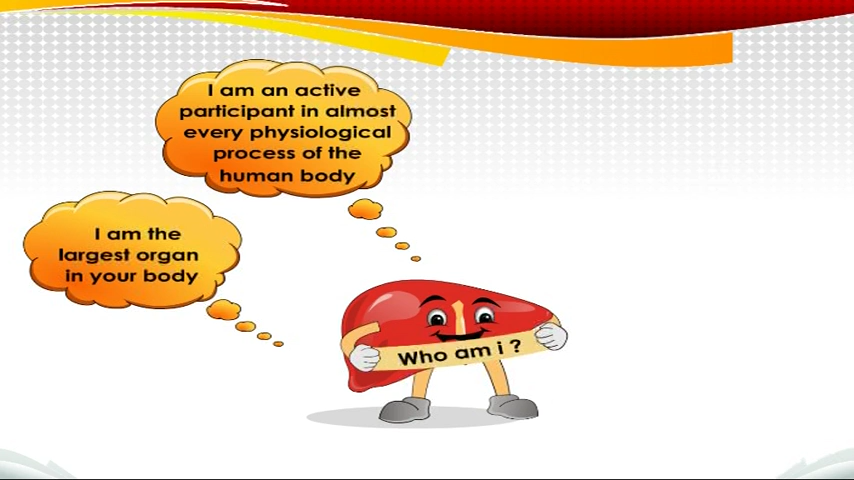 I am an active
participant in almost
every physiological
process of the
human body
I am the
largest organ
in your body
Who am i ?